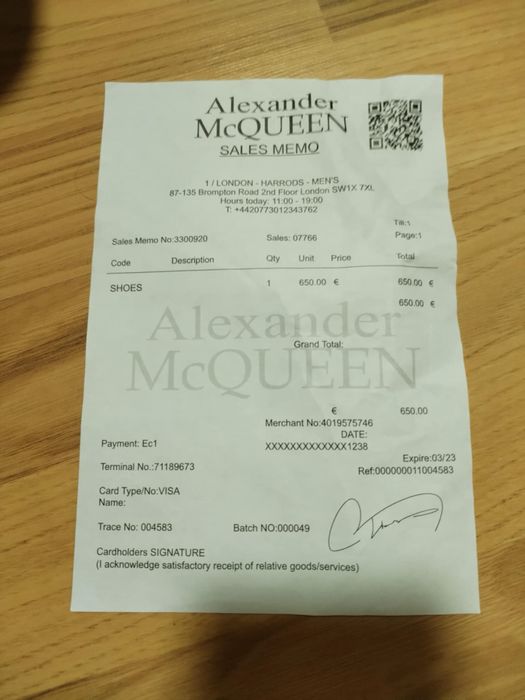 Alexander
McQUEEN
SALES MEMO
1 / LONDON - HARRODS - MEN'S
87-135 Brompton Road 2nd Floor London SW1X 7XL
Hours today: 11:00 - 19:00
T: +4420773012343762
Till:1
Sales Memo No:3300920 Sales: 07766 Page:1
Code Description Qty Unit Price Total
SHOES 1 650.00 € 650.00 €
650.00 €
Alexander
Grand Total:
McQUEEN
€ 650.00
Merchant No:4019575746
DATE:
Payment: Ec1 XXXXXXXXXXXXX1238
Expire:03/23
Terminal No.:71189673 Ref:000000011004583
Card Type/No:VISA
Name:
Trace No: 004583 Batch NO:000049
Cardholders SIGNATURE
(I acknowledge satisfactory receipt of relative goods/services)